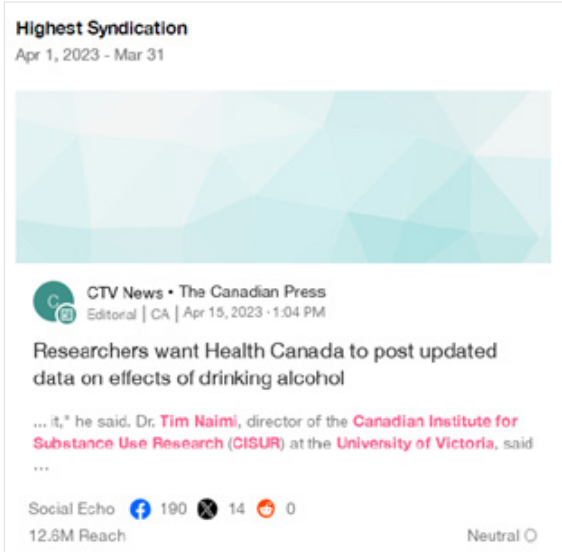 Highest Syndication
Apr 1, 2023 - Mar 31
C
CTV News • The Canadian Press
Editorial | CA | Apr 15, 2023 · 1:04 PM
Researchers want Health Canada to post updated
data on effects of drinking alcohol
... it," he said. Dr. Tim Naimi, director of the Canadian Institute for
Substance Use Research (CISUR) at the University of Victoria, said
...
Social Echo 190 14 0
12.6M Reach Neutral